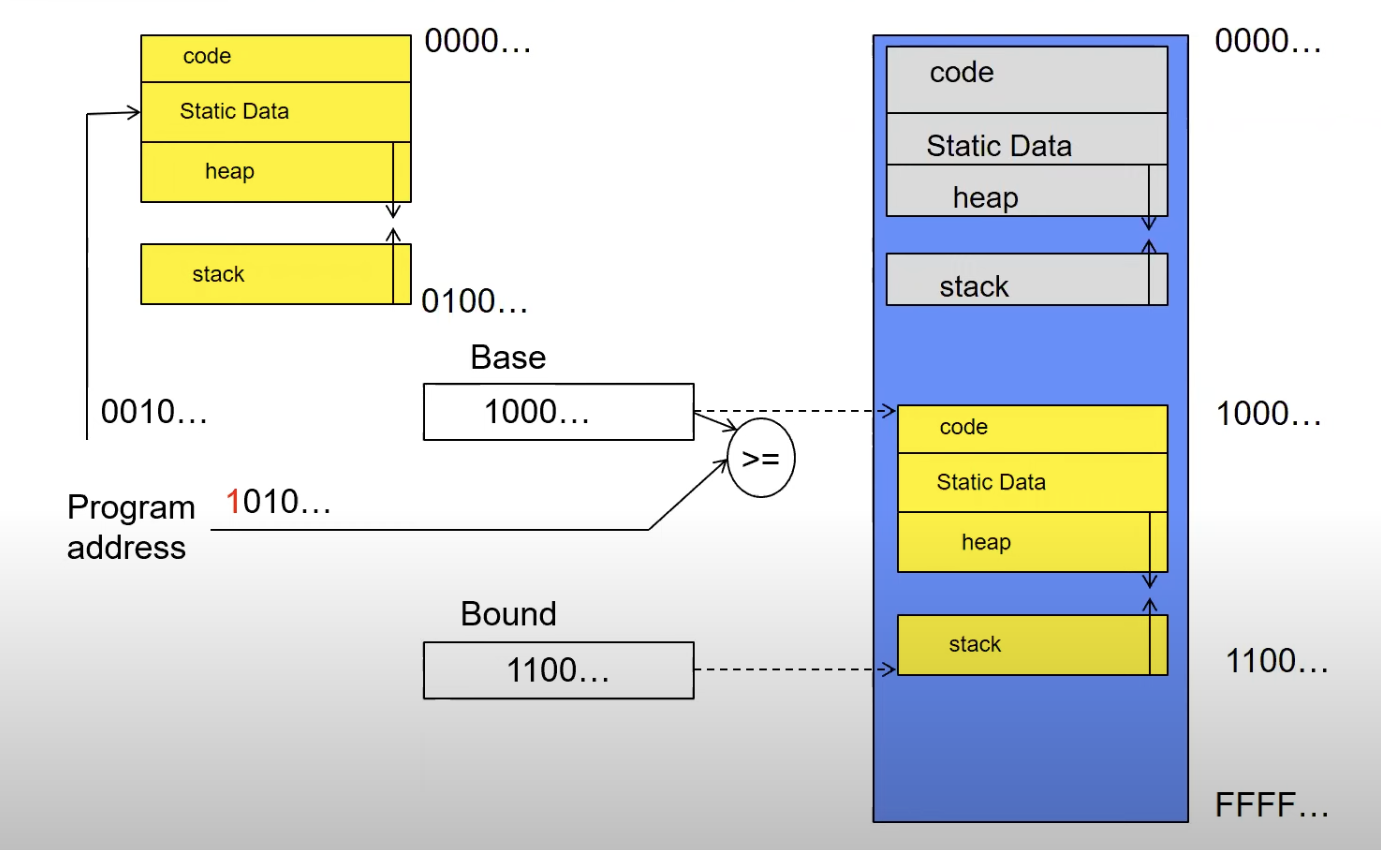 code
Static Data
heap
stack
0000…
0100…
0010…
Program
address
1010…
Base
1000…
>=
Bound
1100…
code
Static Data
heap
stack
code
Static Data
heap
stack
0000…
1000…
1100…
FFFF…